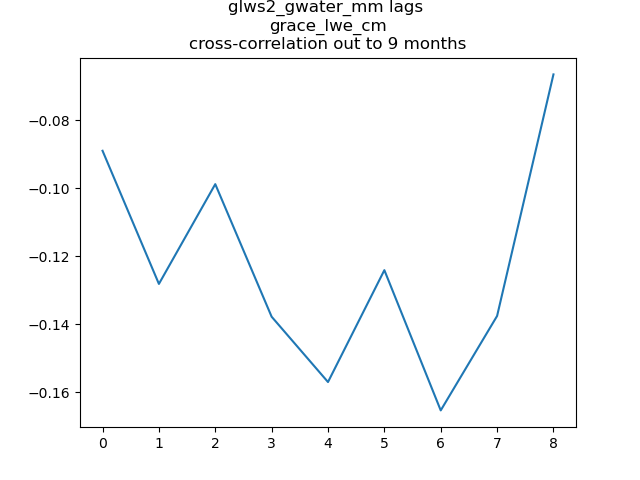 glws2_gwater_mm lags
grace_lwe_cm
cross-correlation out to 9 months
−0.08
−0.10
−0.12
−0.14
−0.16
0 1 2 3 4 5 6 7 8